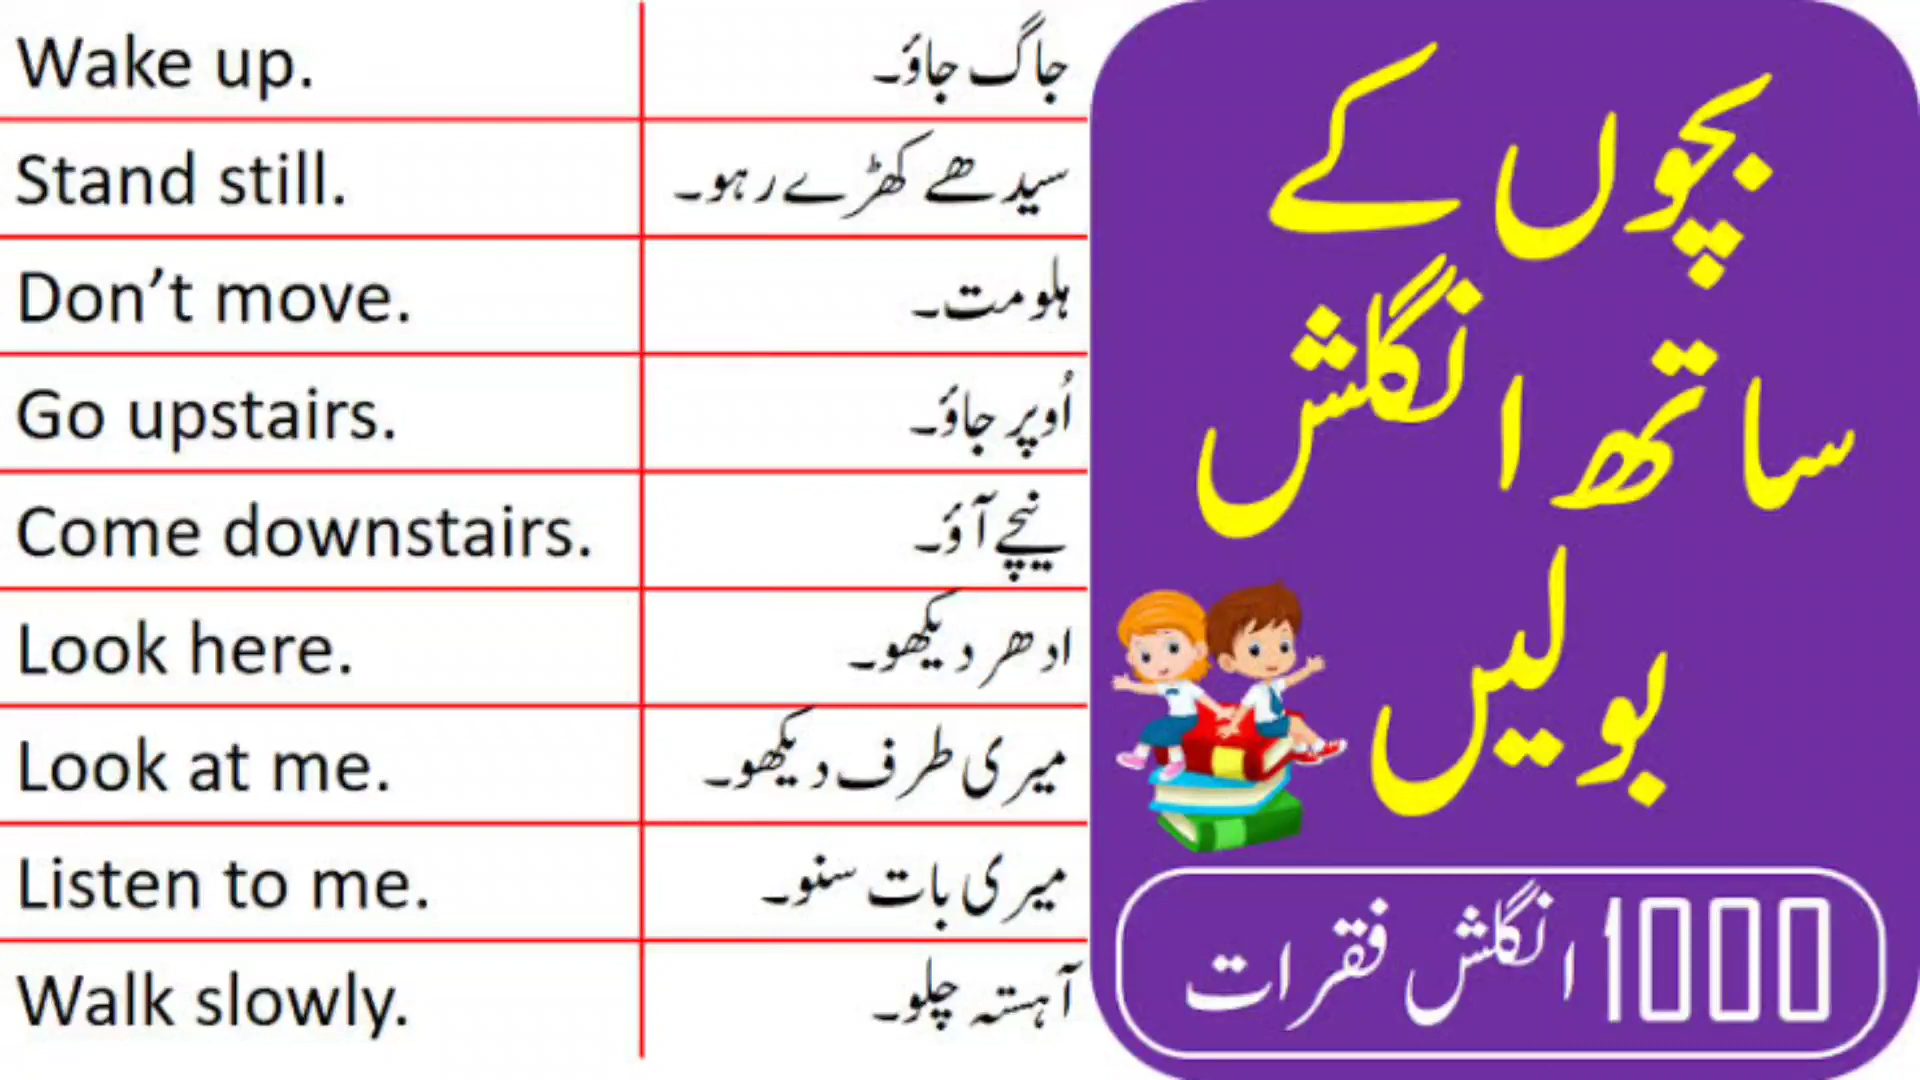 Wake up. جاگ جاؤ۔
Stand still. سیدھے کھڑے رہو۔
Don’t move. ہلو مت۔
Go upstairs. اُوپر جاؤ۔
Come downstairs. نیچے آؤ۔
Look here. ادھر دیکھو۔
Look at me. میری طرف دیکھو۔
Listen to me. میری بات سنو۔
Walk slowly. آہستہ چلو۔
بچوں کے
ساتھ انگلش
بولیں
1000 انگلش فقرات